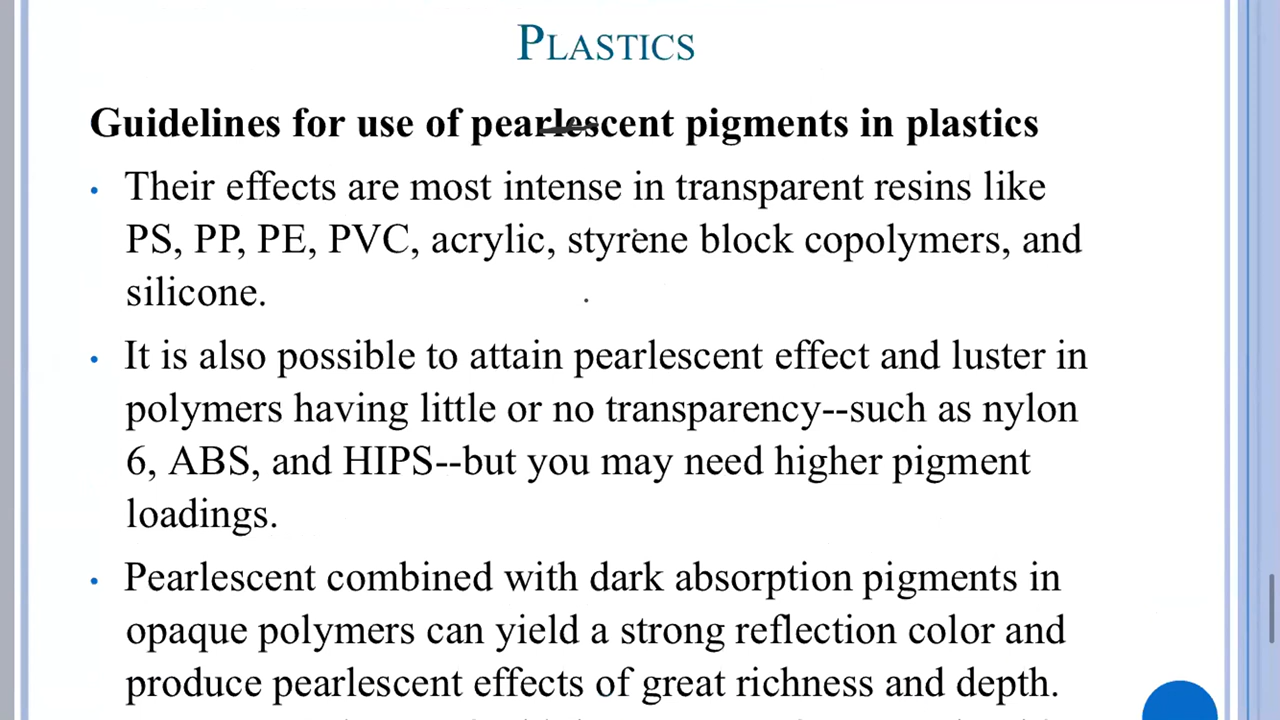 PLASTICS
Guidelines for use of pearlescent pigments in plastics
• Their effects are most intense in transparent resins like
PS, PP, PE, PVC, acrylic, styrene block copolymers, and
silicone.
• It is also possible to attain pearlescent effect and luster in
polymers having little or no transparency--such as nylon
6, ABS, and HIPS--but you may need higher pigment
loadings.
• Pearlescent combined with dark absorption pigments in
opaque polymers can yield a strong reflection color and
produce pearlescent effects of great richness and depth.